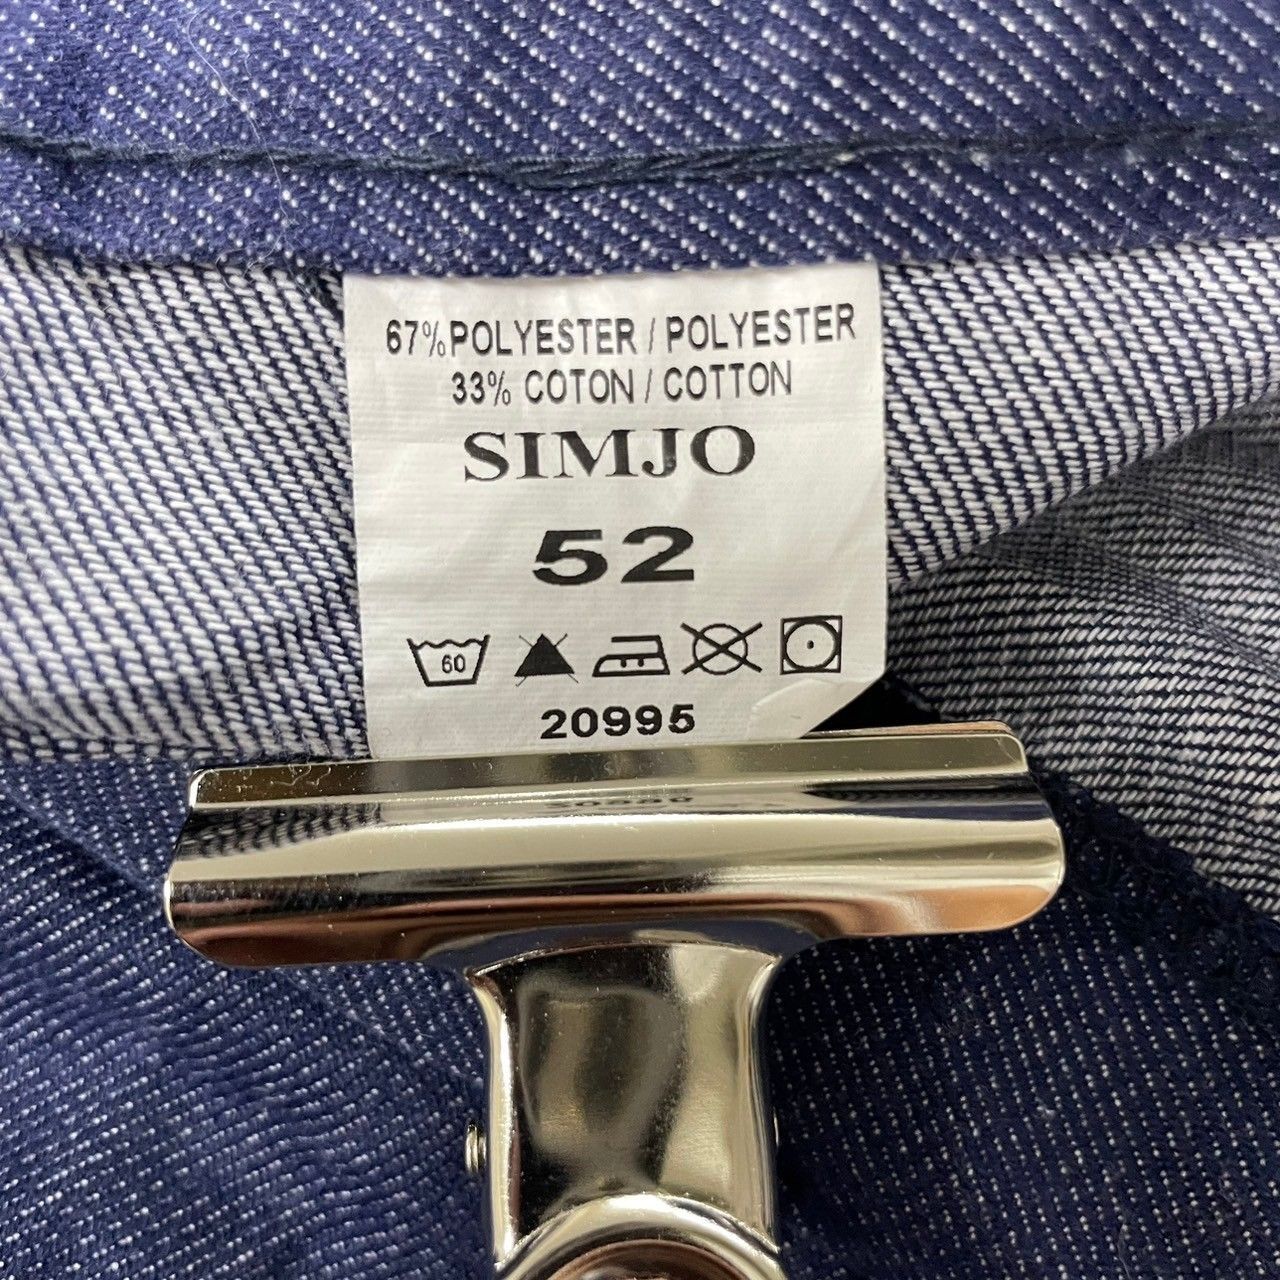 67% POLYESTER / POLYESTER
33% COTON / COTTON
SIMJO
52
60
20995